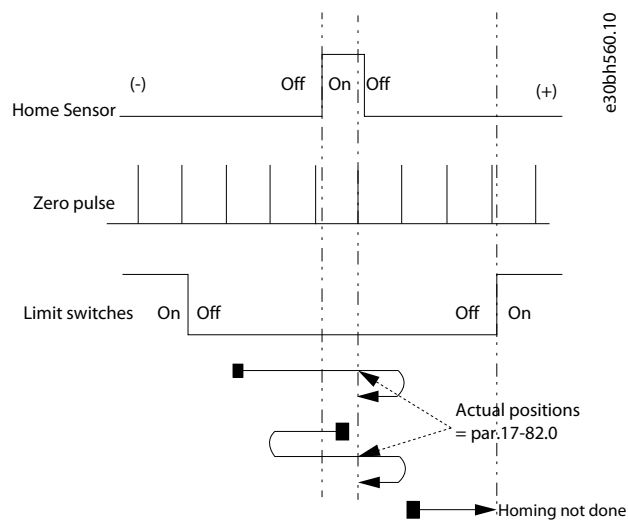 e30bh560.10
(-)
Off
On
Off
(+)
Home Sensor
Zero pulse
Limit switches
On
Off
Off
On
Actual positions
= par.17-82.0
Homing not done